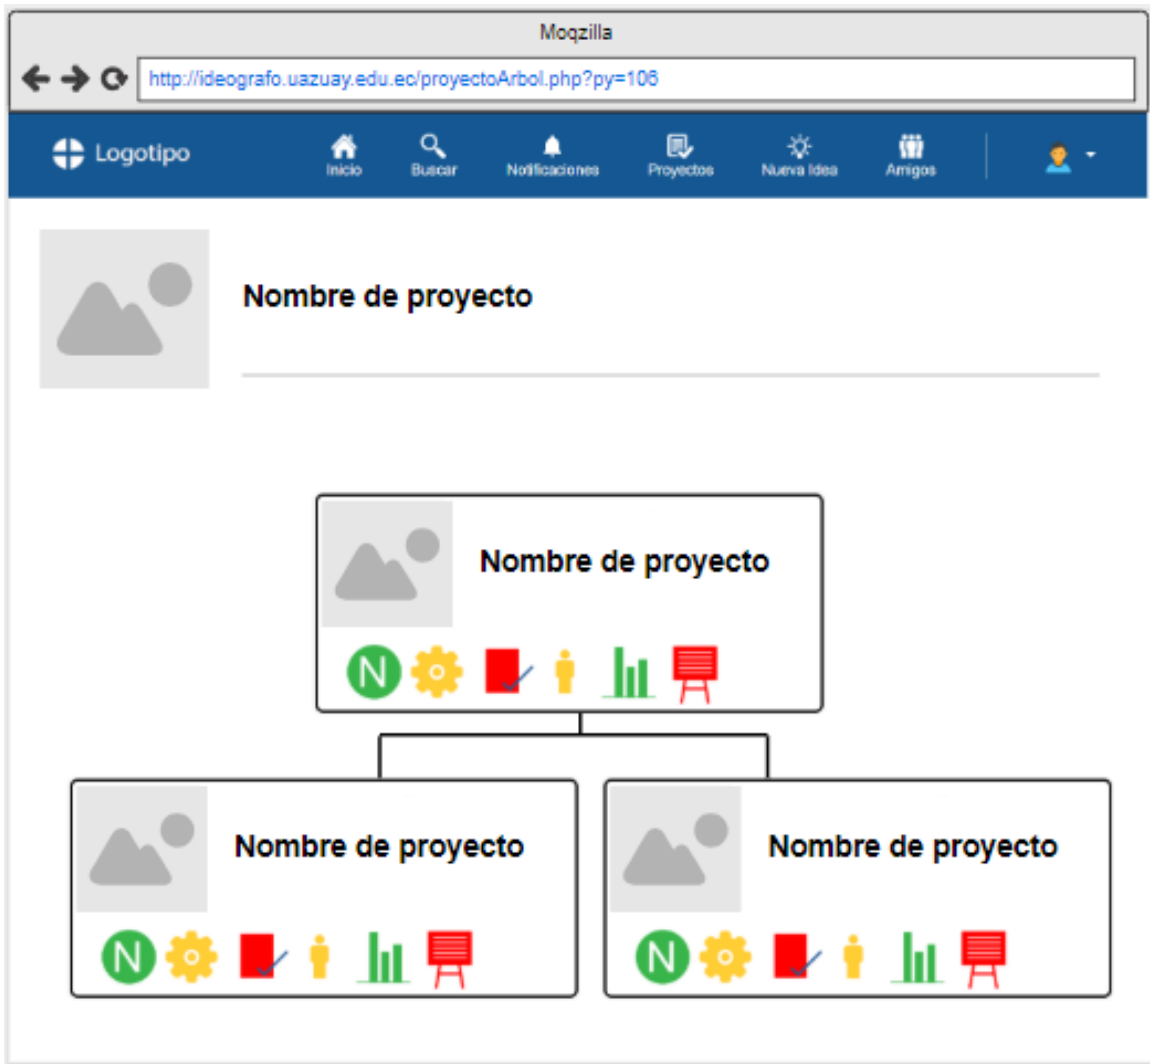 Moqzilla
http://ideografo.uazuay.edu.ec/proyectoArbol.php?py=106
Logotipo
Inicio
Buscar
Notificaciones
Proyectos
Nueva Idea
Amigos
Nombre de proyecto
Nombre de proyecto
N
Nombre de proyecto
Nombre de proyecto
N
N